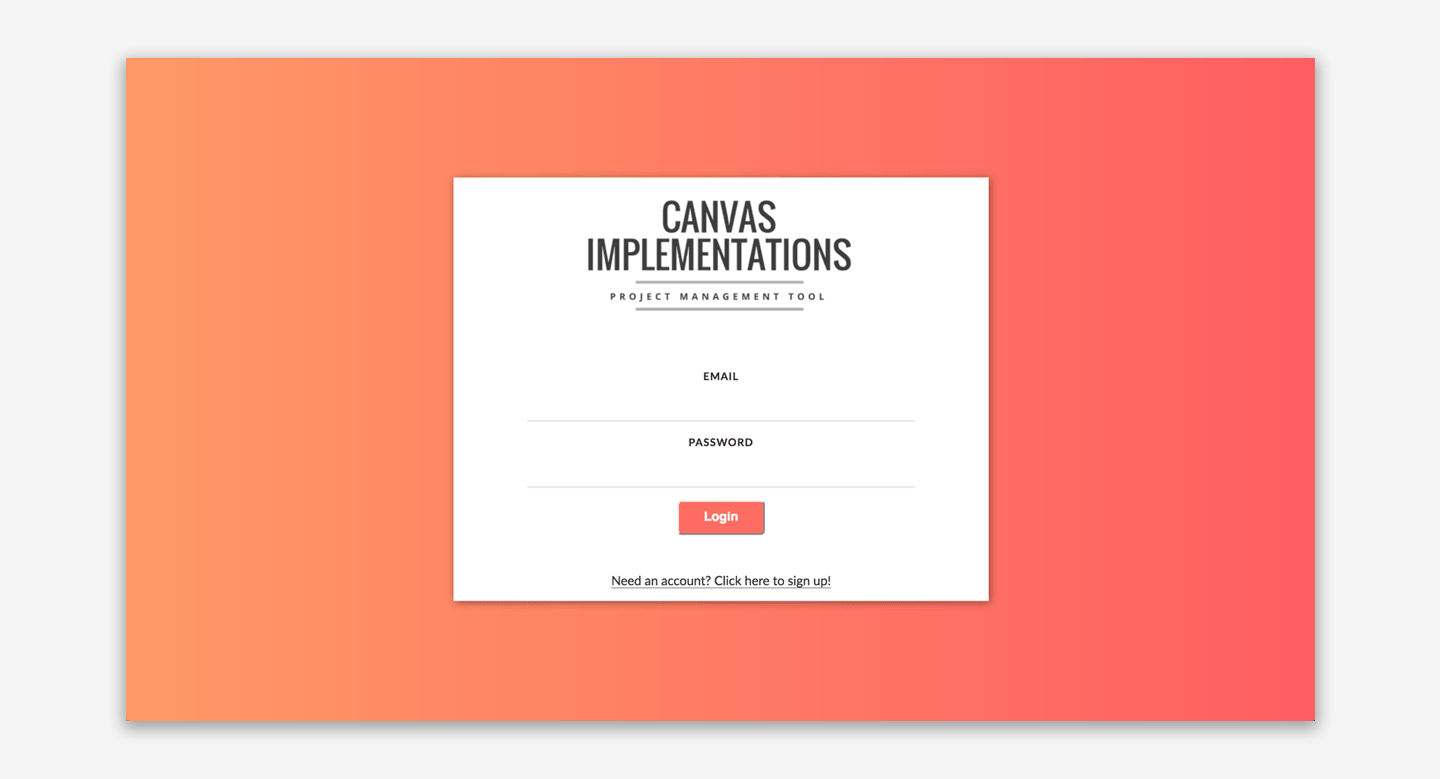 CANVAS
IMPLEMENTATIONS
PROJECT MANAGEMENT TOOL
EMAIL
PASSWORD
Login
Need an account? Click here to sign up!